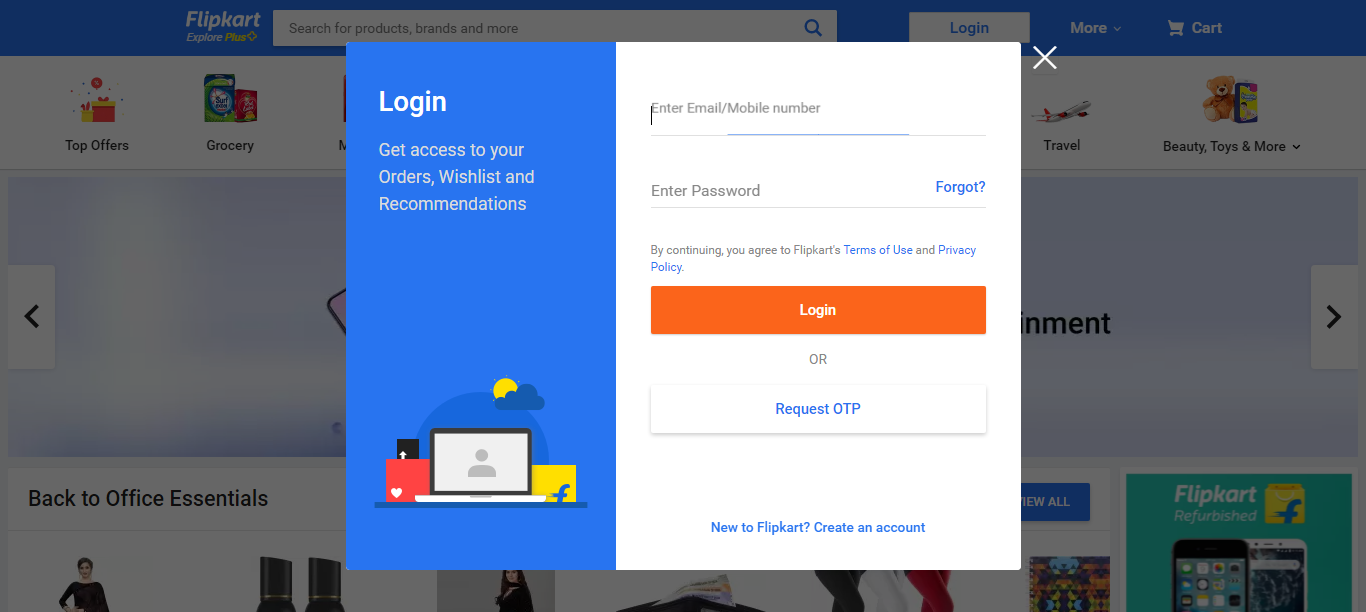 Flipkart
Explore Plus
Search for products, brands and more
Login
More
Cart
Top Offers
Grocery
Travel
Beauty, Toys & More
Login
Get access to your
Orders, Wishlist and
Recommendations
Enter Email/Mobile number
Enter Password
Forgot?
By continuing, you agree to Flipkart's Terms of Use and Privacy
Policy.
Login
OR
Request OTP
New to Flipkart? Create an account
inment
Back to Office Essentials
VIEW ALL
Flipkart
Refurbished